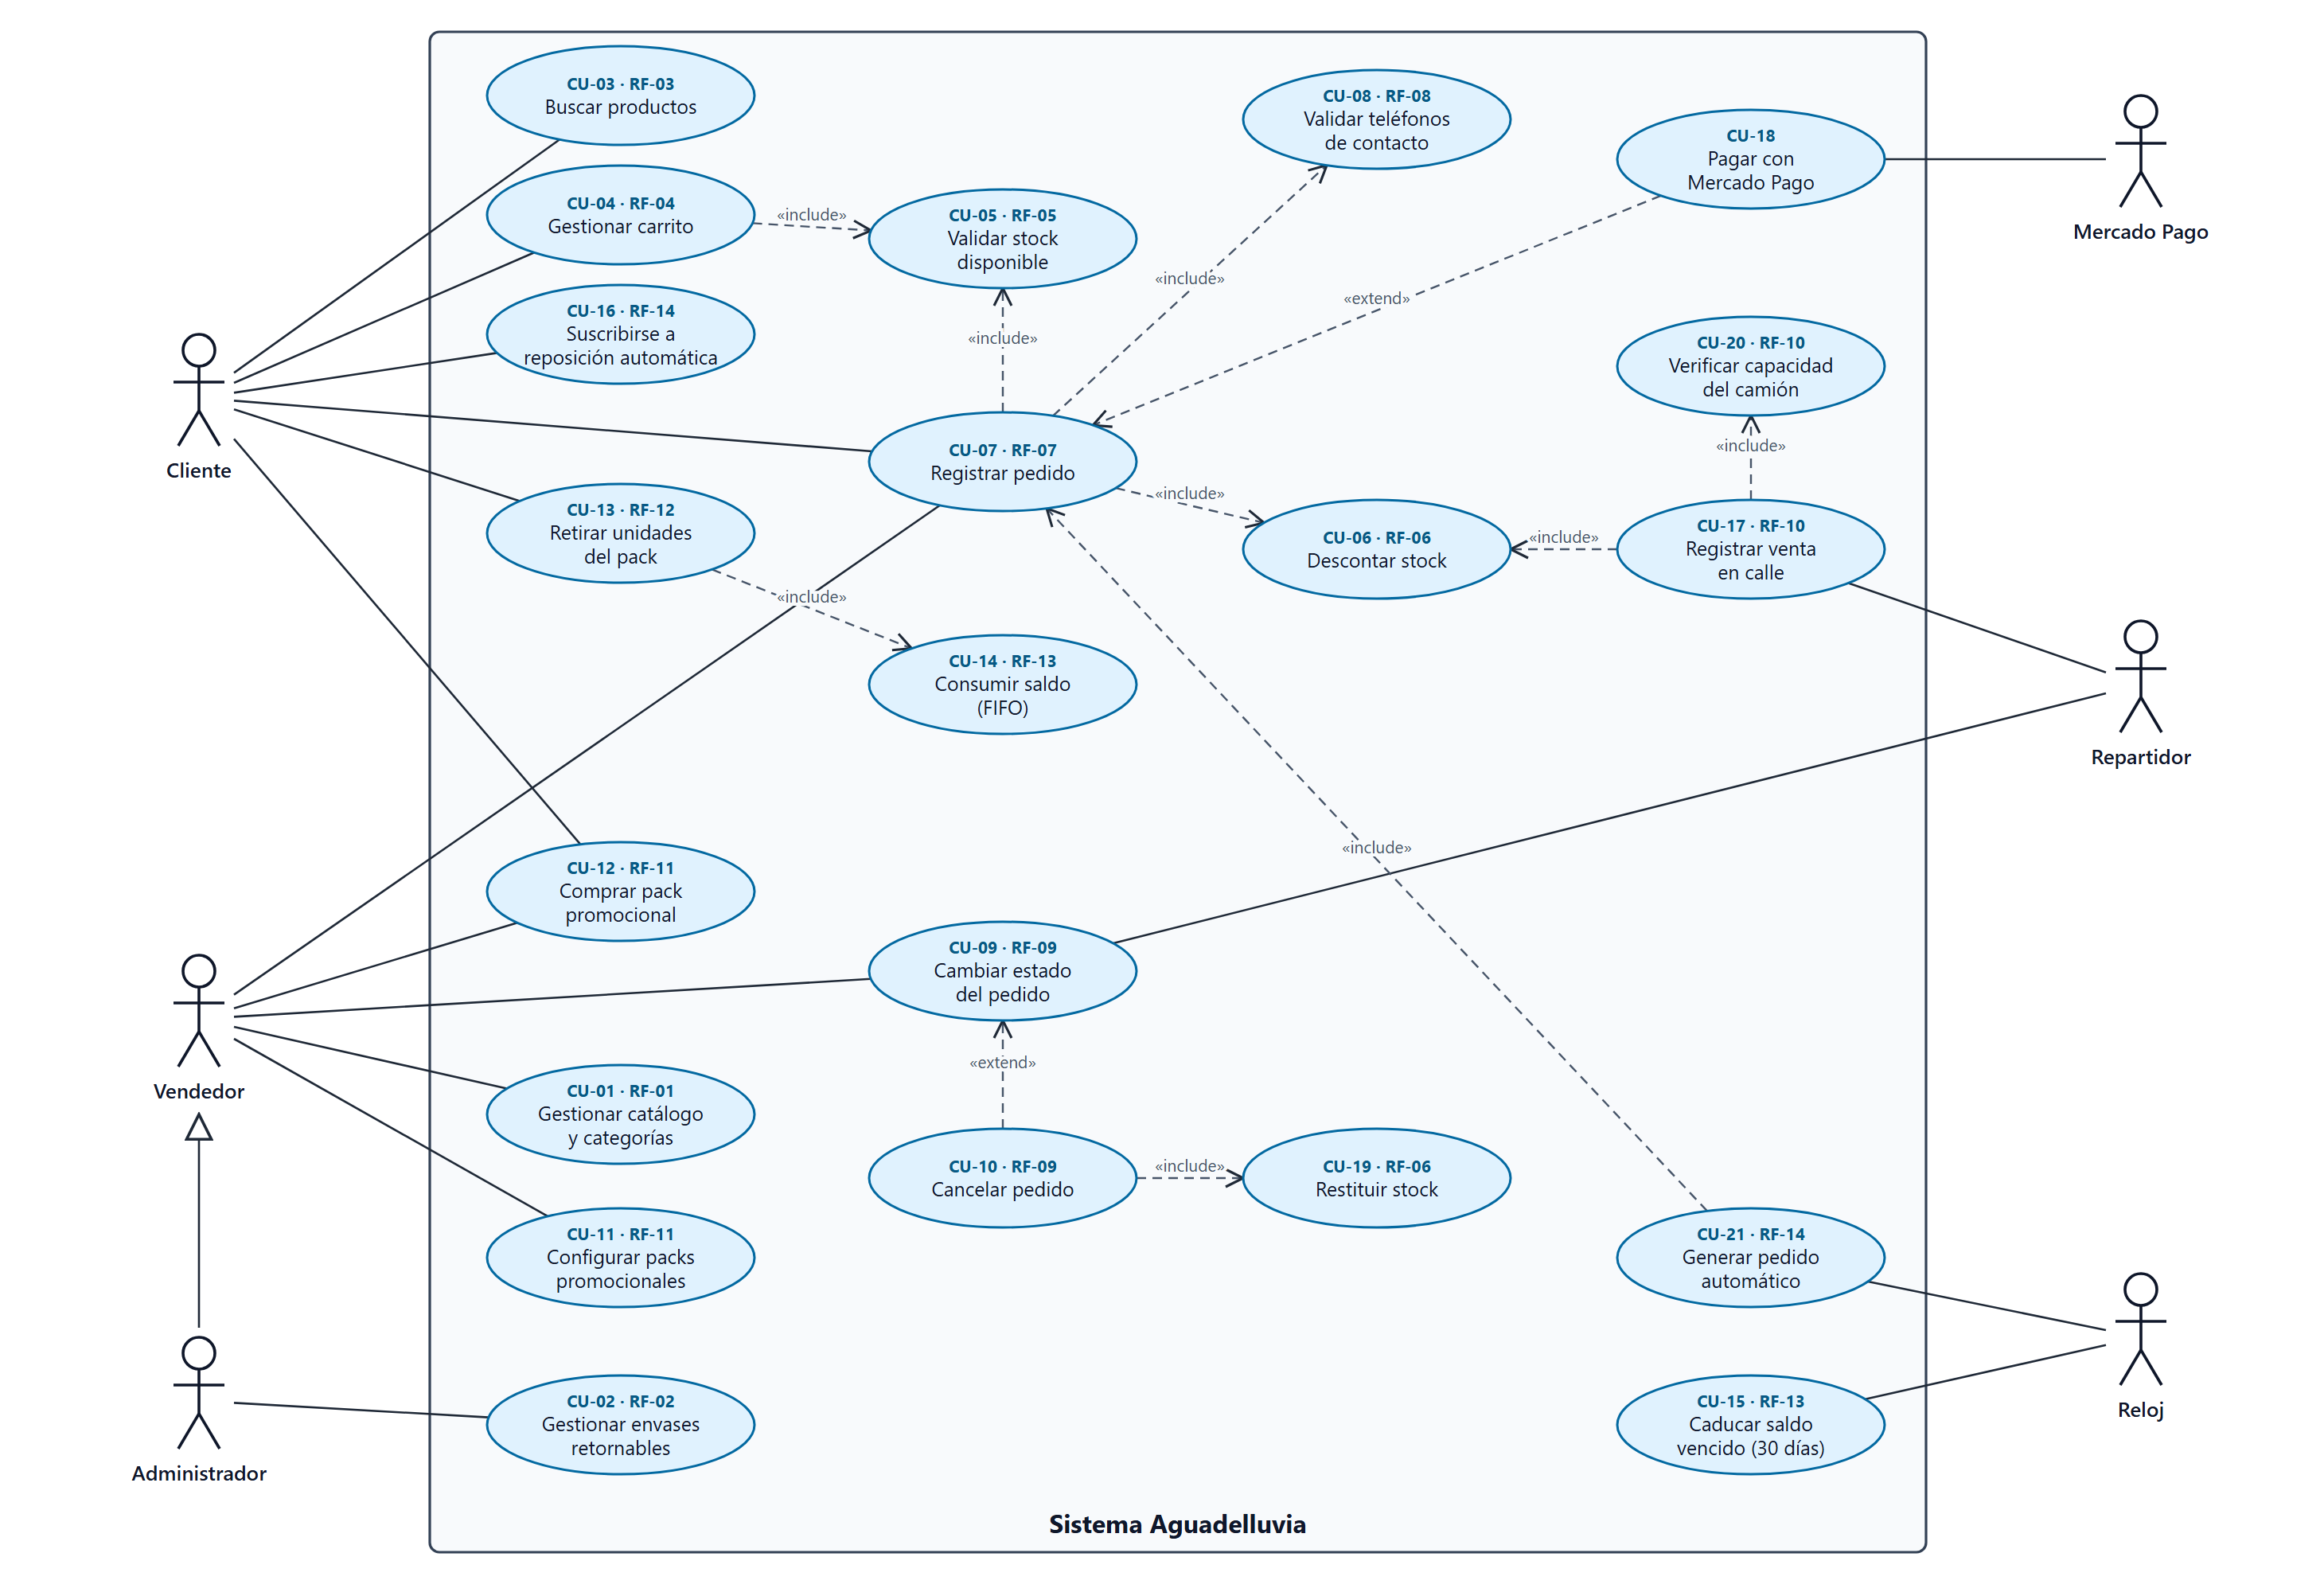 CU-03 · RF-03
Buscar productos
CU-08 · RF-08
Validar teléfonos
de contacto
CU-18
Pagar con
Mercado Pago
Mercado Pago
CU-04 · RF-04
Gestionar carrito
«include»
CU-05 · RF-05
Validar stock
disponible
«include»
«extend»
CU-16 · RF-14
Suscribirse a
reposición automática
«include»
CU-20 · RF-10
Verificar capacidad
del camión
«include»
Cliente
CU-07 · RF-07
Registrar pedido
«include»
CU-13 · RF-12
Retirar unidades
del pack
«include»
CU-06 · RF-06
Descontar stock
«include»
CU-17 · RF-10
Registrar venta
en calle
CU-14 · RF-13
Consumir saldo
(FIFO)
Repartidor
«include»
CU-12 · RF-11
Comprar pack
promocional
CU-09 · RF-09
Cambiar estado
del pedido
Vendedor
«extend»
CU-01 · RF-01
Gestionar catálogo
y categorías
CU-10 · RF-09
Cancelar pedido
«include»
CU-19 · RF-06
Restituir stock
CU-11 · RF-11
Configurar packs
promocionales
CU-21 · RF-14
Generar pedido
automático
Reloj
CU-02 · RF-02
Gestionar envases
retornables
CU-15 · RF-13
Caducar saldo
vencido (30 días)
Administrador
Sistema Aguadelluvia